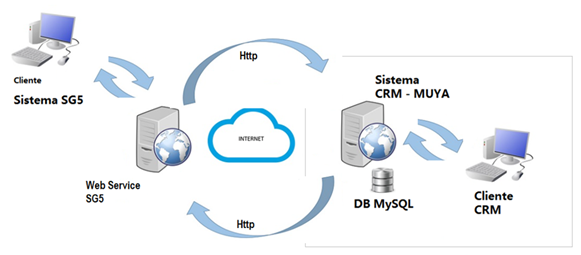 Cliente
Sistema SG5
Http
INTERNET
Web Service
SG5
Http
Sistema
CRM - MUYA
DB MySQL
Cliente
CRM